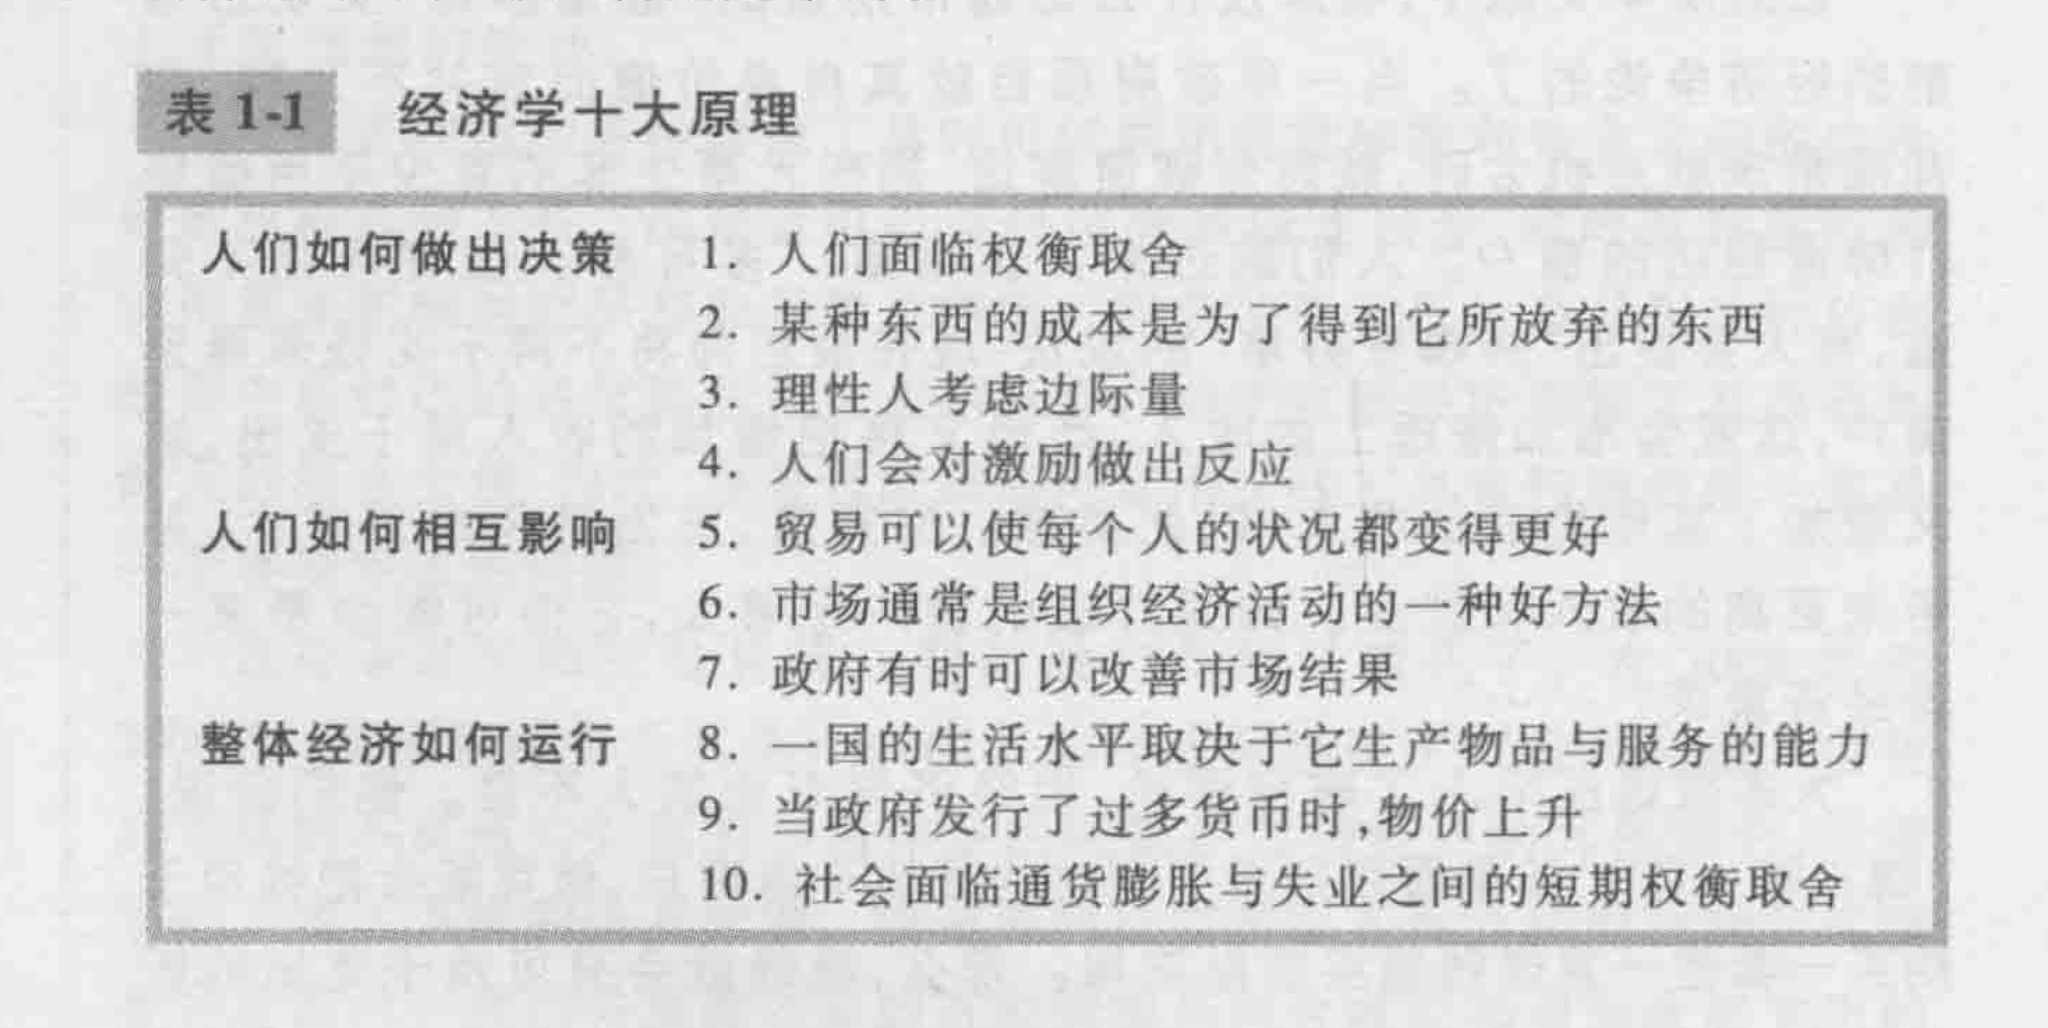 表 1-1 经济学十大原理
人们如何做出决策 1. 人们面临权衡取舍
2. 某种东西的成本是为了得到它所放弃的东西
3. 理性人考虑边际量
4. 人们会对激励做出反应
人们如何相互影响 5. 贸易可以使每个人的状况都变得更好
6. 市场通常是组织经济活动的一种好方法
7. 政府有时可以改善市场结果
整体经济如何运行 8. 一国的生活水平取决于它生产物品与服务的能力
9. 当政府发行了过多货币时,物价上升
10. 社会面临通货膨胀与失业之间的短期权衡取舍